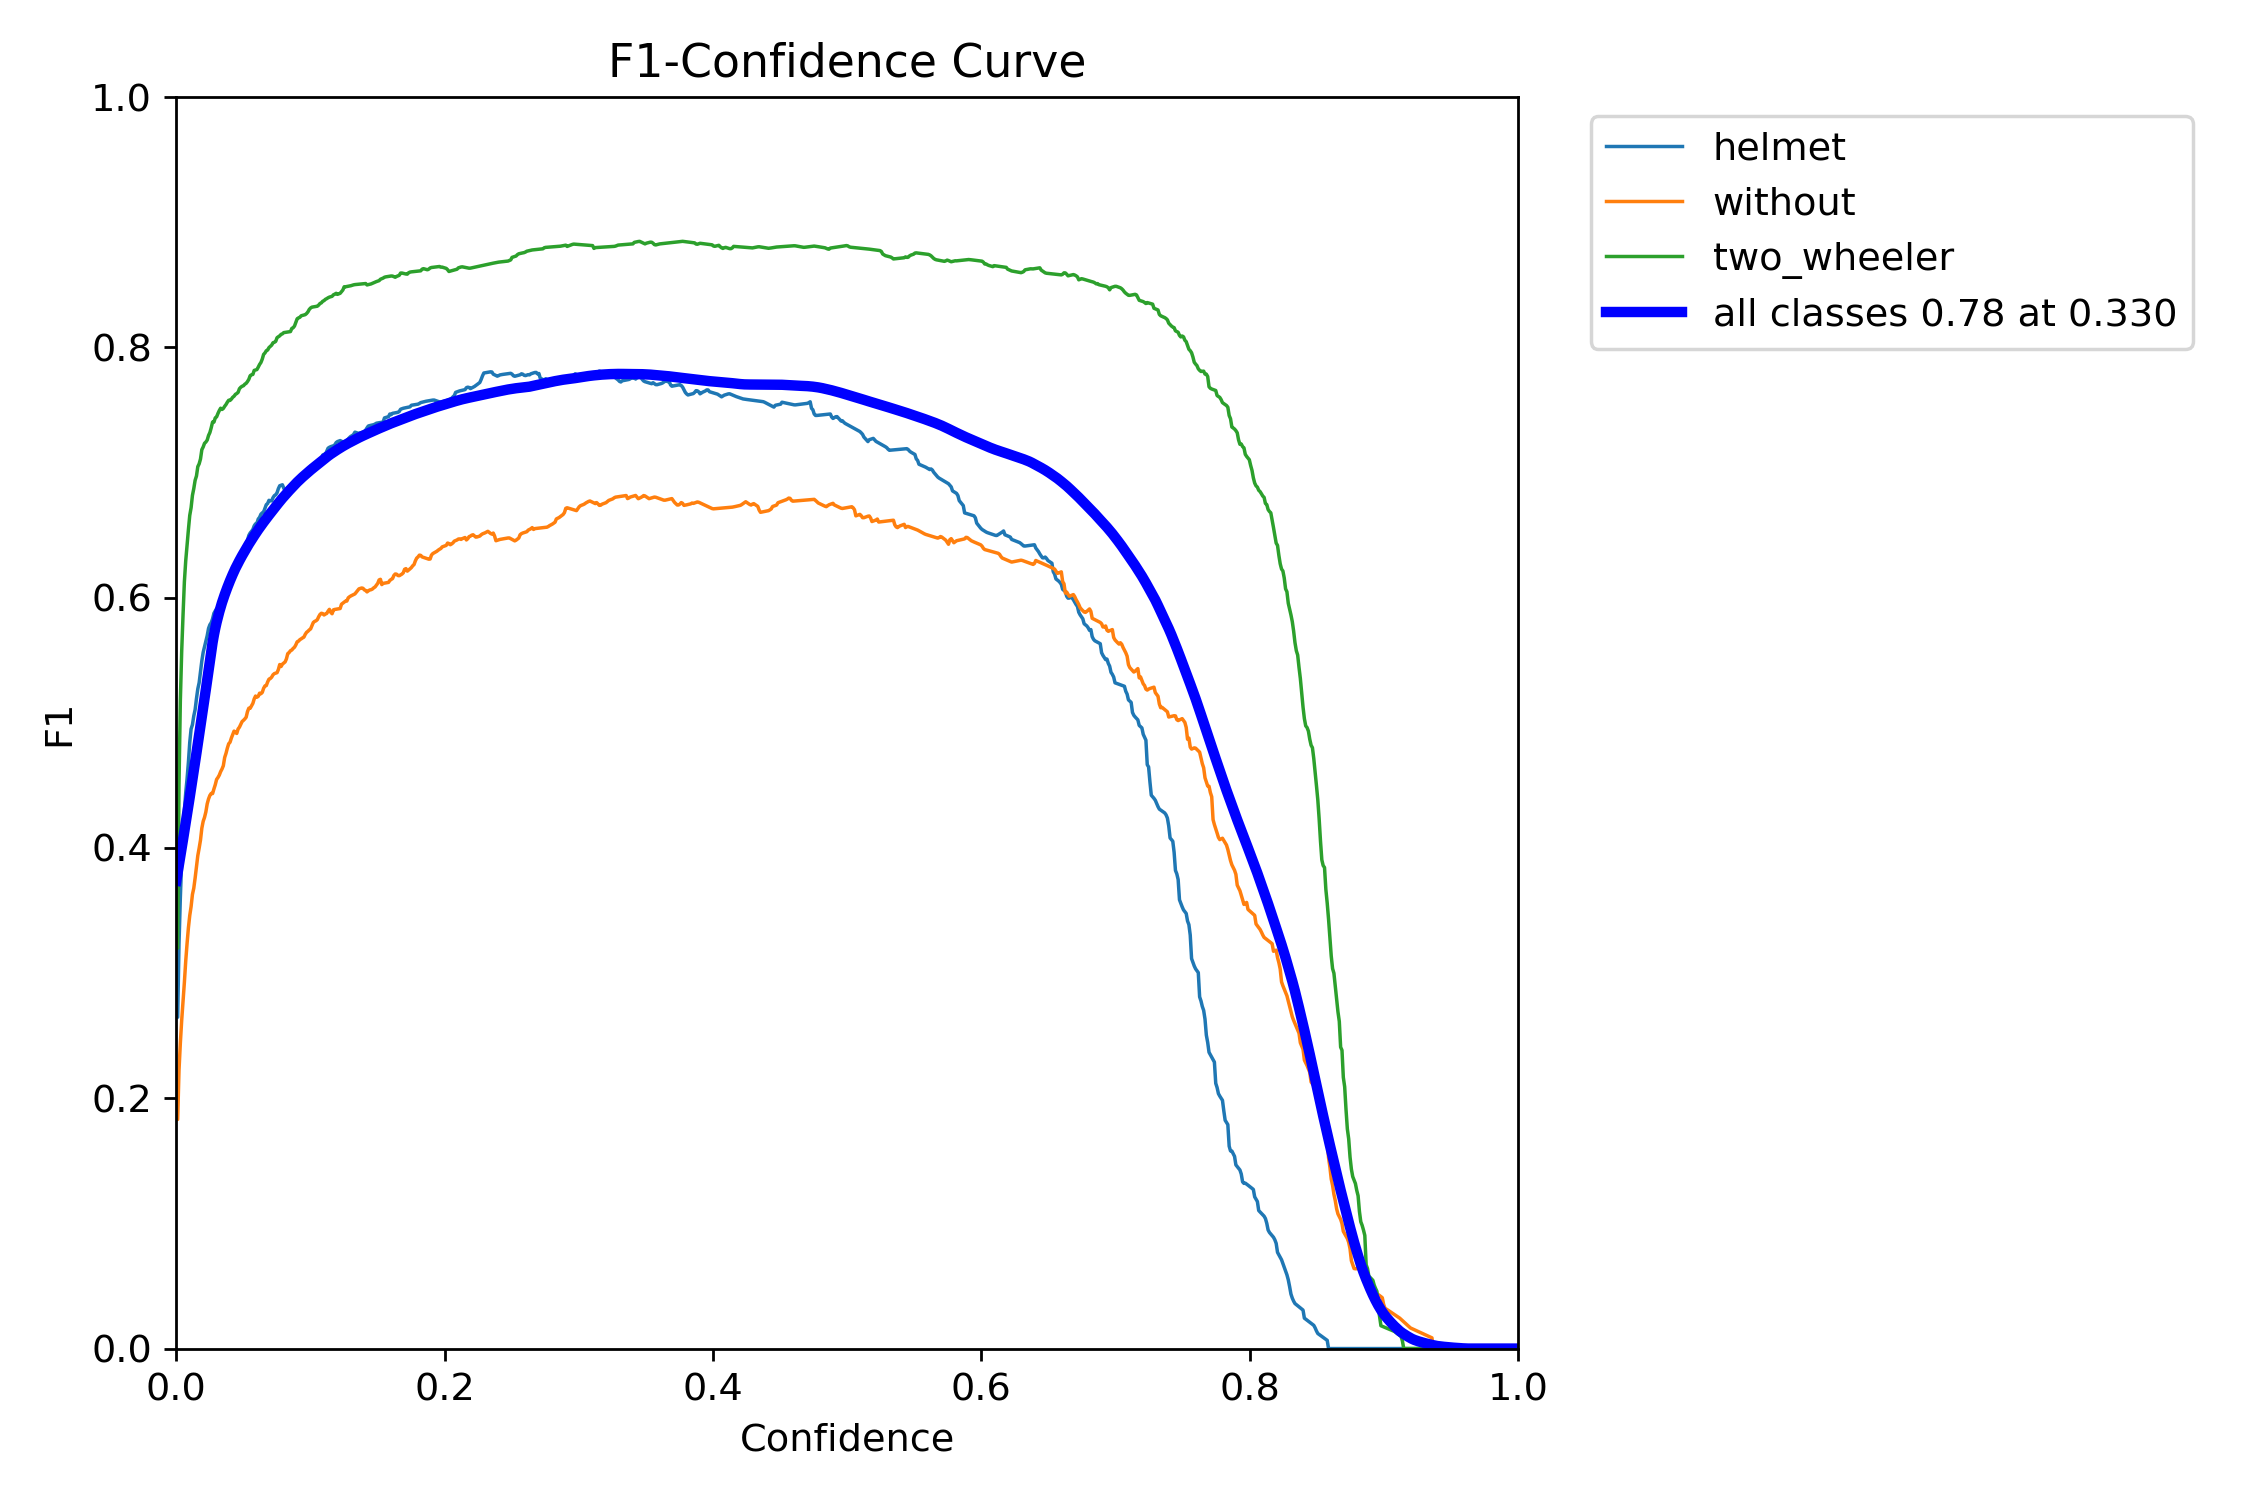 F1-Confidence Curve
1.0
0.8
0.6
0.4
0.2
0.0
F1
0.0 0.2 0.4 0.6 0.8 1.0
Confidence
helmet
without
two_wheeler
all classes 0.78 at 0.330